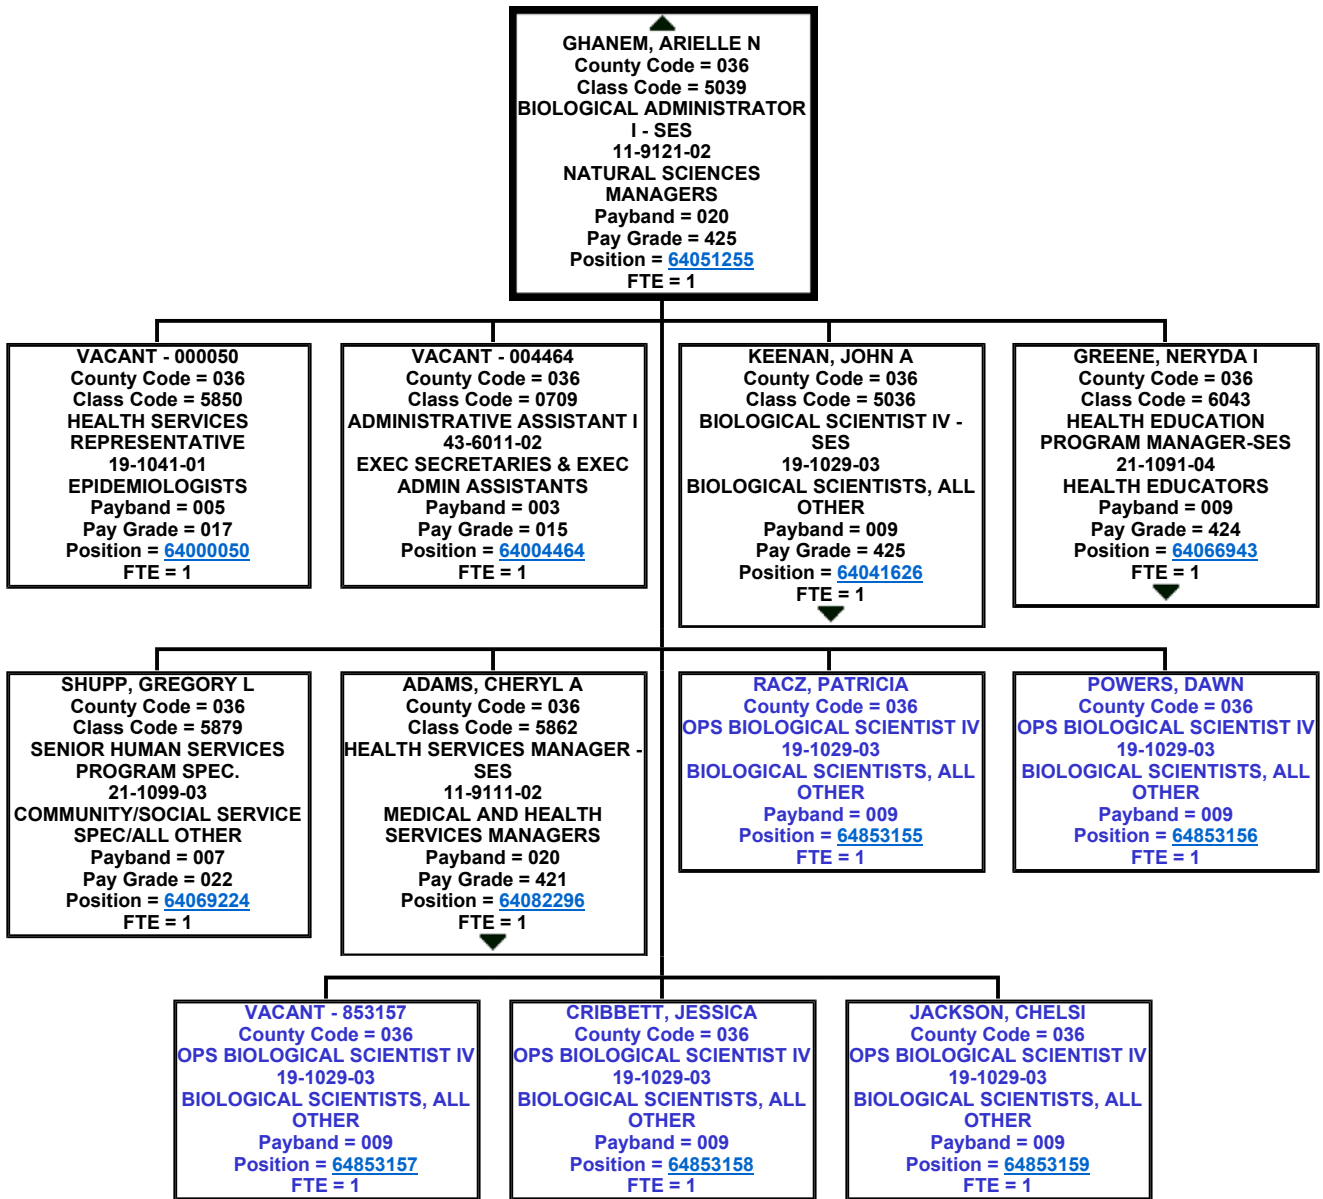 GHANEM, ARIELLE N
County Code = 036
Class Code = 5039
BIOLOGICAL ADMINISTRATOR
I - SES
11-9121-02
NATURAL SCIENCES
MANAGERS
Payband = 020
Pay Grade = 425
Position = 64051255
FTE = 1
VACANT - 000050
County Code = 036
Class Code = 5850
HEALTH SERVICES
REPRESENTATIVE
19-1041-01
EPIDEMIOLOGISTS
Payband = 005
Pay Grade = 017
Position = 64000050
FTE = 1
VACANT - 004464
County Code = 036
Class Code = 0709
ADMINISTRATIVE ASSISTANT I
43-6011-02
EXEC SECRETARIES & EXEC
ADMIN ASSISTANTS
Payband = 003
Pay Grade = 015
Position = 64004464
FTE = 1
KEENAN, JOHN A
County Code = 036
Class Code = 5036
BIOLOGICAL SCIENTIST IV -
SES
19-1029-03
BIOLOGICAL SCIENTISTS, ALL
OTHER
Payband = 009
Pay Grade = 425
Position = 64041626
FTE = 1
GREENE, NERYDA I
County Code = 036
Class Code = 6043
HEALTH EDUCATION
PROGRAM MANAGER-SES
21-1091-04
HEALTH EDUCATORS
Payband = 009
Pay Grade = 424
Position = 64066943
FTE = 1
SHUPP, GREGORY L
County Code = 036
Class Code = 5879
SENIOR HUMAN SERVICES
PROGRAM SPEC.
21-1099-03
COMMUNITY/SOCIAL SERVICE
SPEC/ALL OTHER
Payband = 007
Pay Grade = 022
Position = 64069224
FTE = 1
ADAMS, CHERYL A
County Code = 036
Class Code = 5862
HEALTH SERVICES MANAGER -
SES
11-9111-02
MEDICAL AND HEALTH
SERVICES MANAGERS
Payband = 020
Pay Grade = 421
Position = 64082296
FTE = 1
RACZ, PATRICIA
County Code = 036
OPS BIOLOGICAL SCIENTIST IV
19-1029-03
BIOLOGICAL SCIENTISTS, ALL
OTHER
Payband = 009
Position = 64853155
FTE = 1
POWERS, DAWN
County Code = 036
OPS BIOLOGICAL SCIENTIST IV
19-1029-03
BIOLOGICAL SCIENTISTS, ALL
OTHER
Payband = 009
Position = 64853156
FTE = 1
VACANT - 853157
County Code = 036
OPS BIOLOGICAL SCIENTIST IV
19-1029-03
BIOLOGICAL SCIENTISTS, ALL
OTHER
Payband = 009
Position = 64853157
FTE = 1
CRIBBETT, JESSICA
County Code = 036
OPS BIOLOGICAL SCIENTIST IV
19-1029-03
BIOLOGICAL SCIENTISTS, ALL
OTHER
Payband = 009
Position = 64853158
FTE = 1
JACKSON, CHELSI
County Code = 036
OPS BIOLOGICAL SCIENTIST IV
19-1029-03
BIOLOGICAL SCIENTISTS, ALL
OTHER
Payband = 009
Position = 64853159
FTE = 1